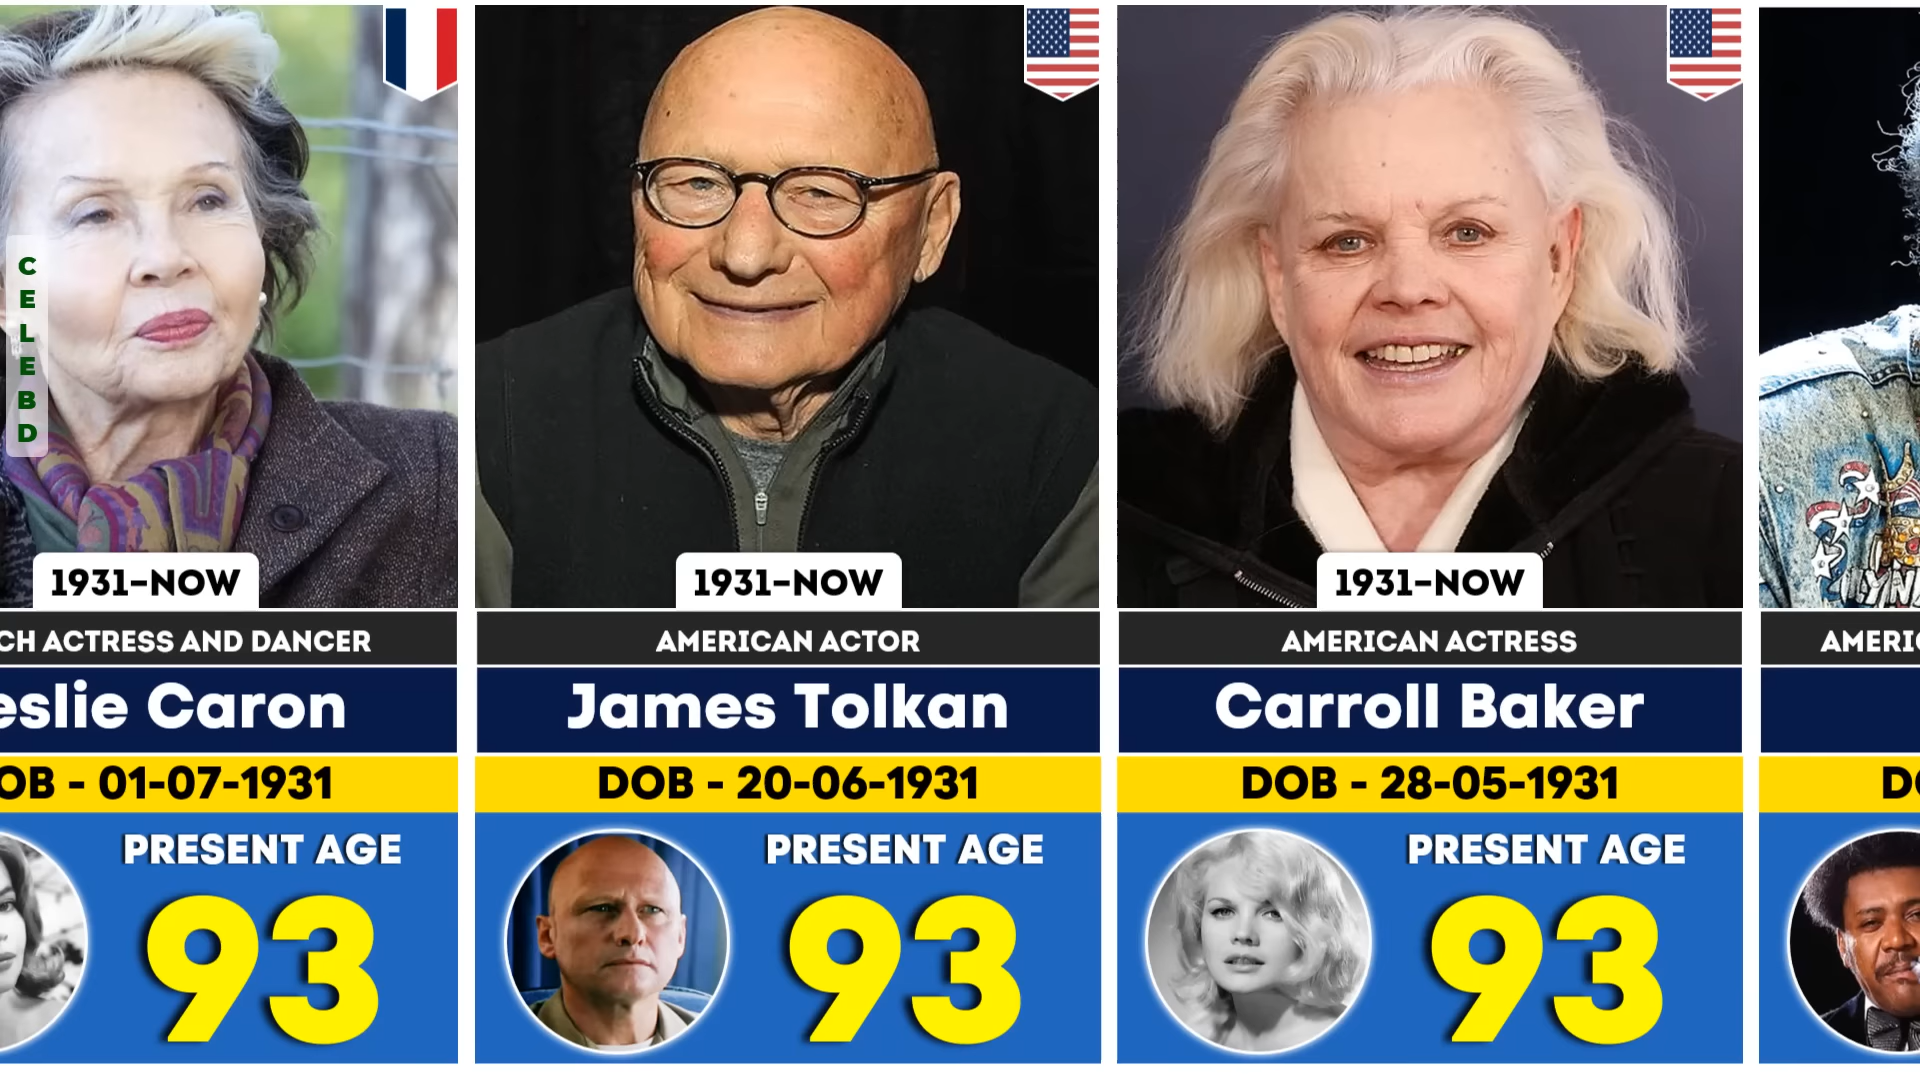 C
E
L
E
B
D
1931–NOW
CH ACTRESS AND DANCER
eslie Caron
OB - 01-07-1931
PRESENT AGE
93
1931–NOW
AMERICAN ACTOR
James Tolkan
DOB - 20-06-1931
PRESENT AGE
93
1931–NOW
AMERICAN ACTRESS
Carroll Baker
DOB - 28-05-1931
PRESENT AGE
93
AMERI
D